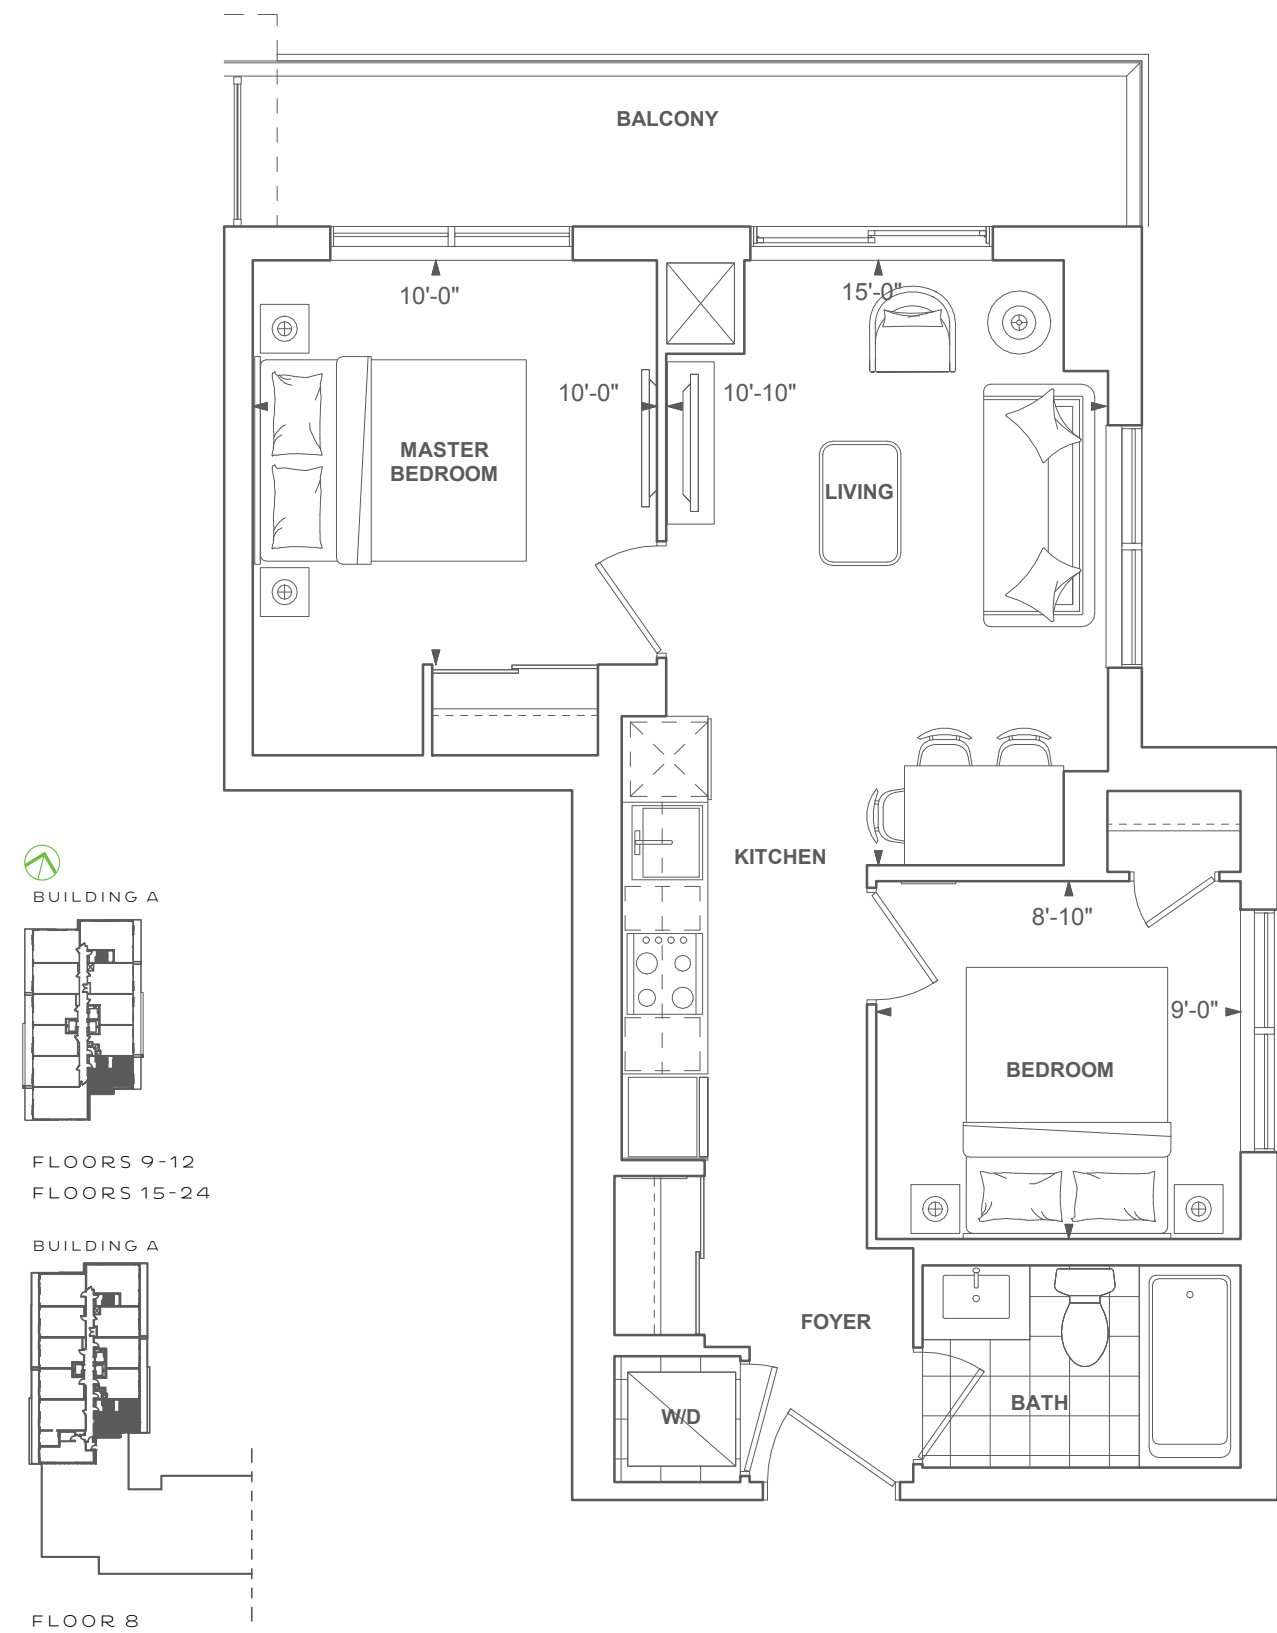 BALCONY
10'-0"
15'-0"
10'-0"
10'-10"
MASTER
BEDROOM
LIVING
KITCHEN
BUILDING A
8'-10"
9'-0"
BEDROOM
FLOORS 9-12
FLOORS 15-24
BUILDING A
FOYER
BATH
W/D
FLOOR 8